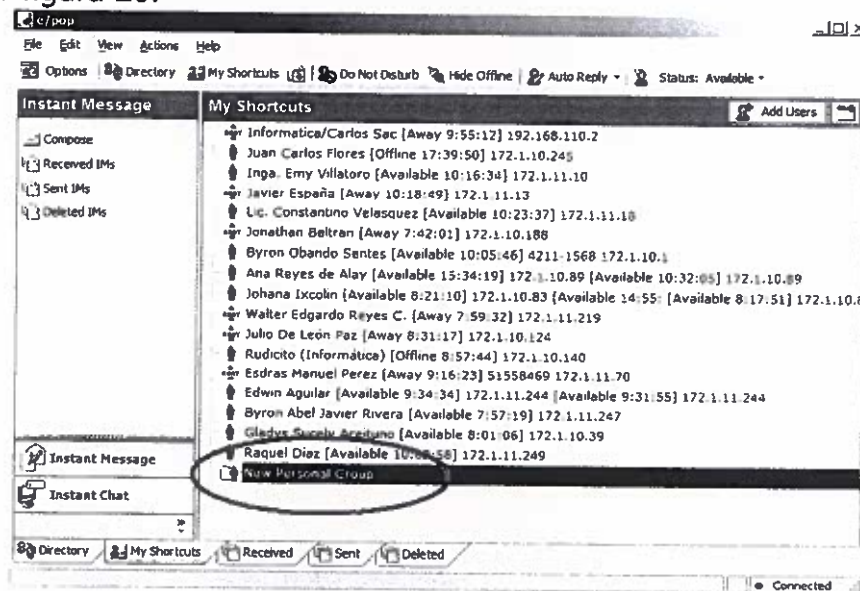 e/pop
File Edit View Actions Help
Options Directory My Shortcuts Do Not Disturb Hide Offline Auto Reply Status: Available
Instant Message
Compose
Received IMs
Sent IMs
Deleted IMs
My Shortcuts
Add Users
Informatica/Carlos Sac [Away 9:55:12] 192.168.110.2
Juan Carlos Flores [Offline 17:39:50] 172.1.10.245
Inga. Emy Villatoro [Available 10:16:34] 172.1.11.10
Javier España [Away 10:18:49] 172.1.11.13
Lic. Constantino Velasquez [Available 10:23:37] 172.1.11.18
Jonathan Beltran [Away 7:42:01] 172.1.10.188
Byron Obando Sentes [Available 10:05:46] 4211-1568 172.1.10.
Ana Reyes de Alay [Available 15:34:19] 172.1.10.89 [Available 10:32:05] 172.1.10.89
Johana Ixcolin [Available 8:21:10] 172.1.10.83 [Available 14:55: [Available 8:17:51] 172.1.10.8
Walter Edgardo Reyes C. [Away 7:59:32] 172.1.11.219
Julio De León Paz [Away 8:31:17] 172.1.10.124
Rudicito (Informática) [Offline 8:57:44] 172.1.10.140
Esdras Manuel Perez [Away 9:16:23] 51558469 172.1.11.70
Edwin Aguilar [Available 9:34:34] 172.1.11.244 [Available 9:31:55] 172.1.11.244
Byron Abel Javier Rivera [Available 7:57:19] 172.1.11.247
Gladys Sucely Aceituno [Available 8:01:06] 172.1.10.39
Raquel Diaz [Available 172.1.11.249
New Personal Group
Instant Message
Instant Chat
Directory My Shortcuts Received Sent Deleted
Connected